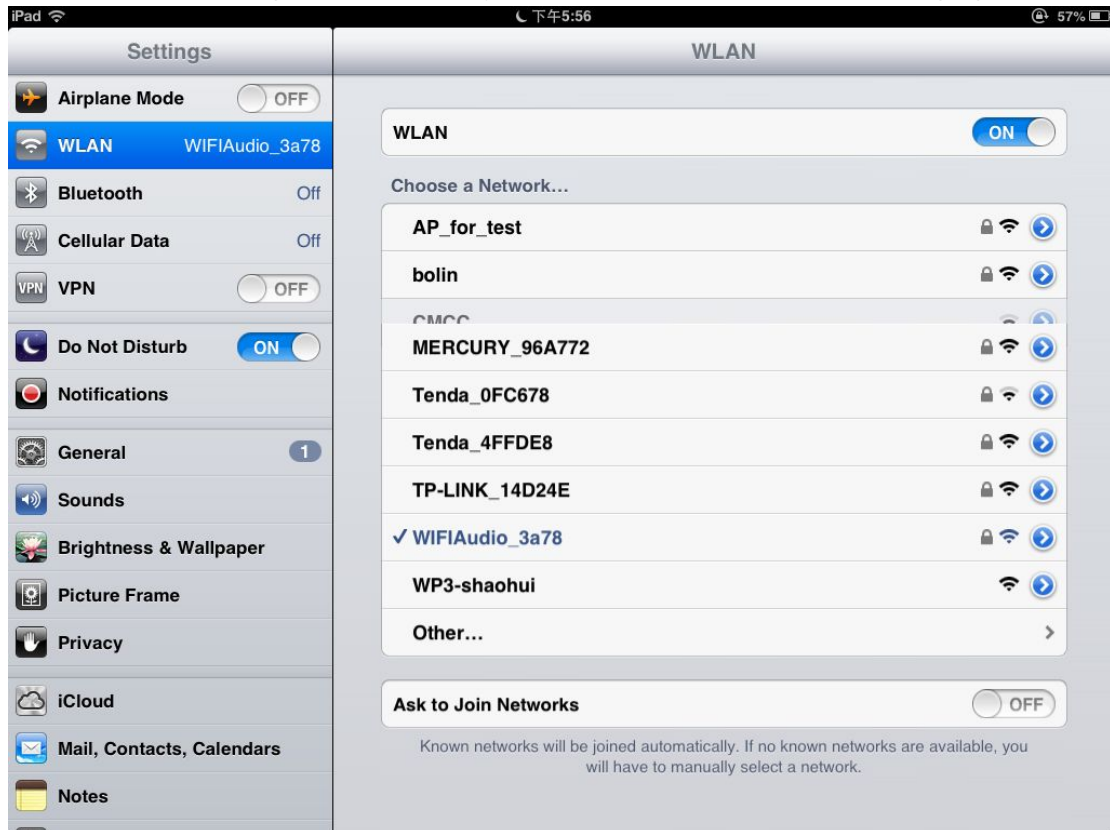 iPad 下午5:56 57%
Settings
Airplane Mode OFF
WLAN WIFIAudio_3a78
Bluetooth Off
Cellular Data Off
VPN VPN OFF
Do Not Disturb ON
Notifications
General 1
Sounds
Brightness & Wallpaper
Picture Frame
Privacy
iCloud
Mail, Contacts, Calendars
Notes
WLAN
WLAN ON
Choose a Network...
AP_for_test
bolin
CMCC
MERCURY_96A772
Tenda_0FC678
Tenda_4FFDE8
TP-LINK_14D24E
✓ WIFIAudio_3a78
WP3-shaohui
Other...
Ask to Join Networks OFF
Known networks will be joined automatically. If no known networks are available, you
will have to manually select a network.